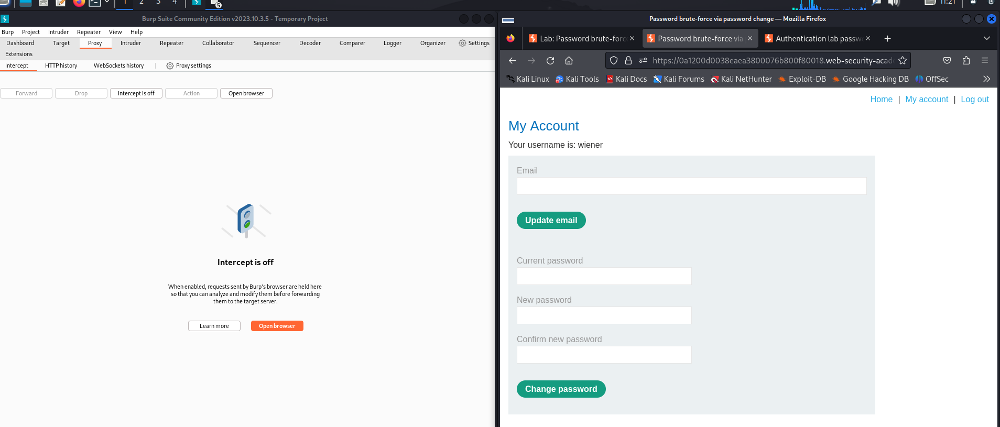 1 2 3 4
5
11:21
Burp Suite Community Edition v2023.10.3.5 - Temporary Project
Burp Project Intruder Repeater View Help
Dashboard Target Proxy Intruder Repeater Collaborator Sequencer Decoder Comparer Logger Organizer Settings
Extensions
Intercept HTTP history WebSockets history Proxy settings
Forward Drop Intercept is off Action Open browser
Intercept is off
When enabled, requests sent by Burp's browser are held here
so that you can analyze and modify them before forwarding
them to the target server.
Learn more Open browser
Password brute-force via password change — Mozilla Firefox
Lab: Password brute-forc Password brute-force via Authentication lab passw
https://0a1200d0038eaea3800076b800f80018.web-security-acad
Kali Linux Kali Tools Kali Docs Kali Forums Kali NetHunter Exploit-DB Google Hacking DB OffSec
Home | My account | Log out
My Account
Your username is: wiener
Email
Update email
Current password
New password
Confirm new password
Change password